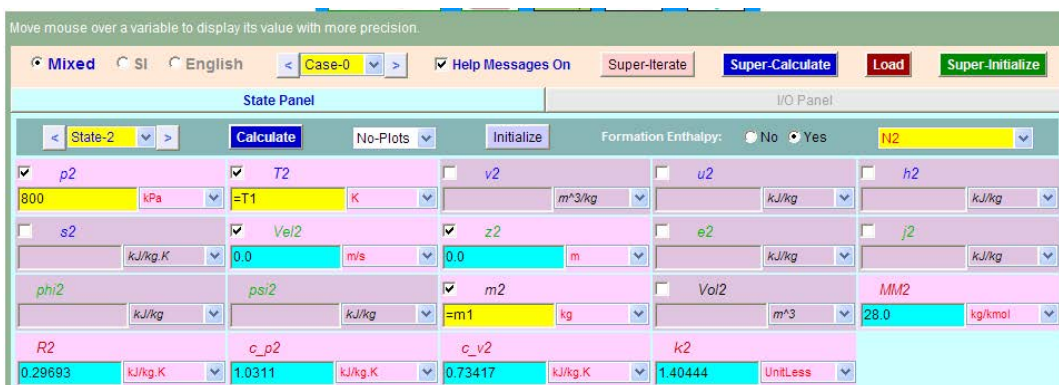 Move mouse over a variable to display its value with more precision.
Mixed SI English < Case-0 > Help Messages On Super-Iterate Super-Calculate Load Super-Initialize
State Panel I/O Panel
< State-2 > Calculate No-Plots Initialize Formation Enthalpy: No Yes N2
p2 T2 v2 u2 h2
800 kPa =T1 K m^3/kg kJ/kg kJ/kg
s2 Vel2 z2 e2 j2
kJ/kg.K 0.0 m/s 0.0 m kJ/kg kJ/kg
phi2 psi2 m2 Vol2 MM2
kJ/kg kJ/kg =m1 kg m^3 28.0 kg/kmol
R2 c_p2 c_v2 k2
0.29693 kJ/kg.K 1.0311 kJ/kg.K 0.73417 kJ/kg.K 1.40444 UnitLess